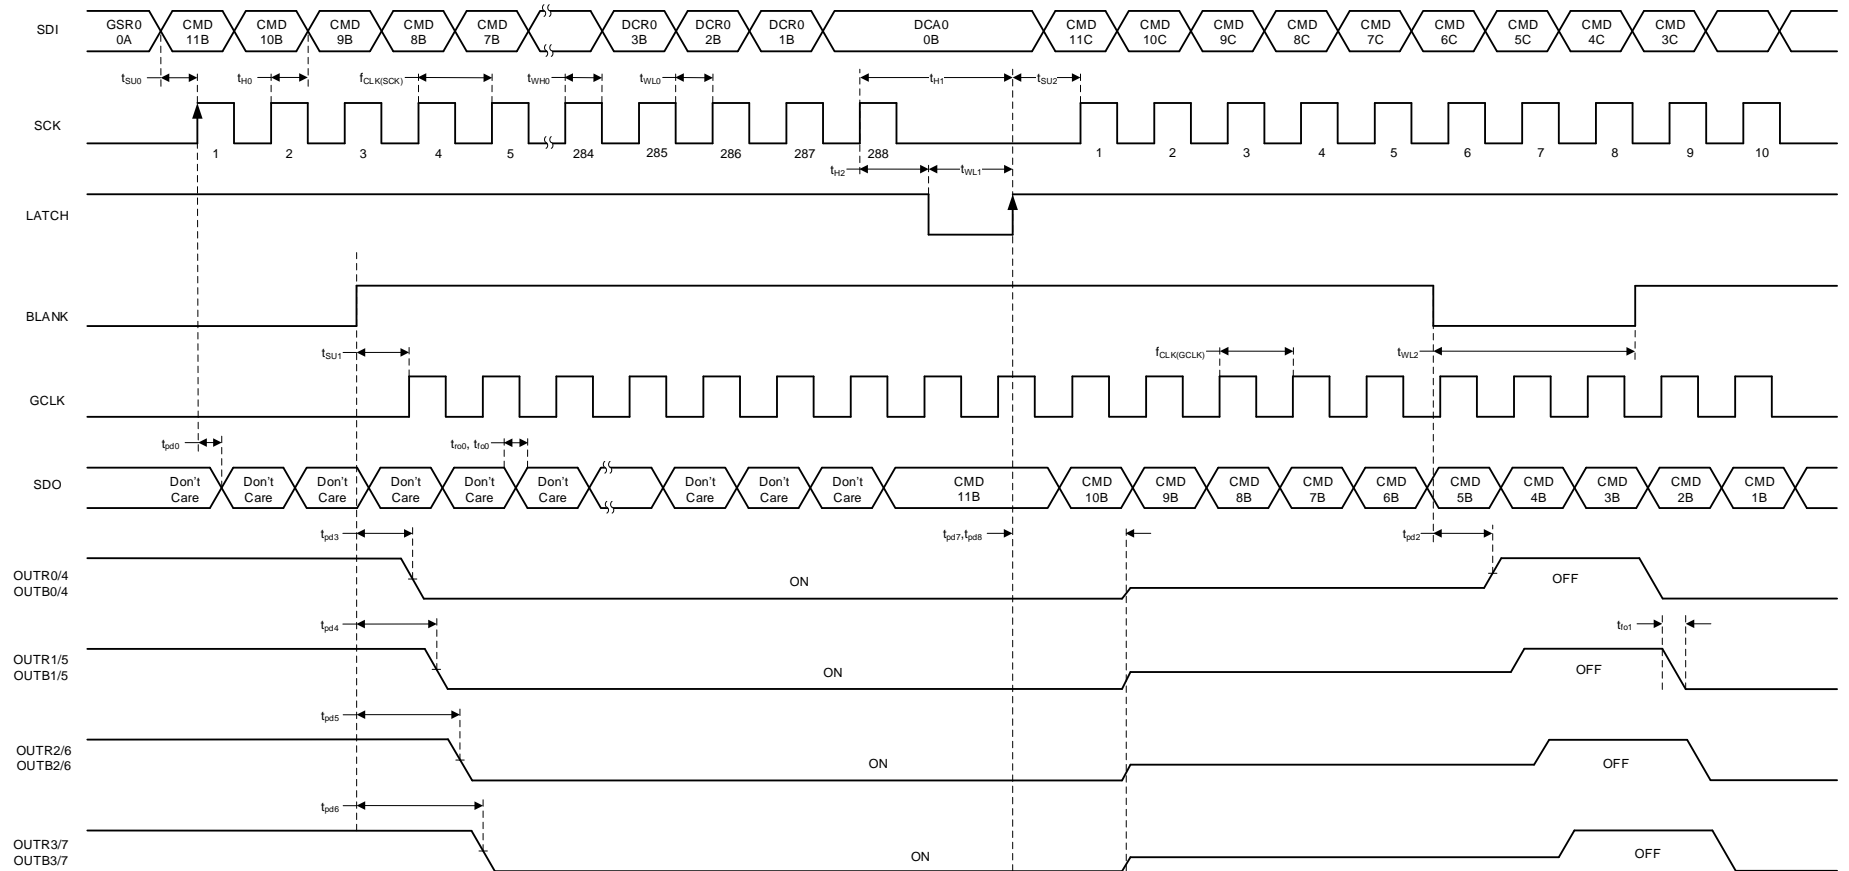 SDI GSR0 CMD CMD CMD CMD CMD DCR0 DCR0 DCR0 DCA0 CMD CMD CMD CMD CMD CMD CMD CMD CMD
0A 11B 10B 9B 8B 7B 3B 2B 1B 0B 11C 10C 9C 8C 7C 6C 5C 4C 3C
tSU0 tH0 fCLK(SCK) tWH0 tWL0 tH1 tSU2
SCK
1 2 3 4 5 284 285 286 287 288 1 2 3 4 5 6 7 8 9 10
tH2 tWL1
LATCH
BLANK
tSU1 fCLK(GCLK) tWL2
GCLK
tpd0 tro0, tfo0
SDO Don't Don't Don't Don't Don't Don't Don't Don't Don't CMD CMD CMD CMD CMD CMD CMD CMD CMD CMD CMD
Care Care Care Care Care Care Care Care Care 11B 10B 9B 8B 7B 6B 5B 4B 3B 2B 1B
tpd3 tpd7,tpd8 tpd2
OUTR0/4 ON OFF
OUTB0/4
tpd4 tfo1
OUTR1/5 ON OFF
OUTB1/5
tpd5
OUTR2/6 ON OFF
OUTB2/6
tpd6
OUTR3/7 ON OFF
OUTB3/7